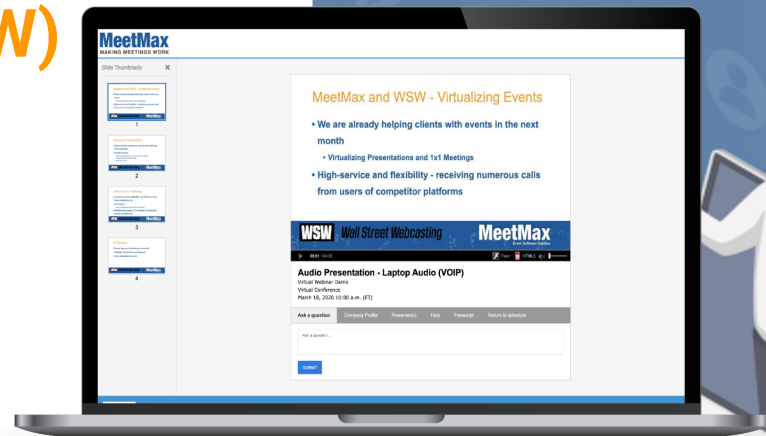 W)
MeetMax
MAKING MEETINGS WORK
Slide Thumbnails X
1
2
3
4
MeetMax and WSW - Virtualizing Events
• We are already helping clients with events in the next
month
• Virtualizing Presentations and 1x1 Meetings
• High-service and flexibility - receiving numerous calls
from users of competitor platforms
WSW Wall Street Webcasting MeetMax
Event Software Solution
00:01 Flash HTML5
Audio Presentation - Laptop Audio (VOIP)
Virtual Webinar Demo
Virtual Conference
March 18, 2020 10:00 a.m. (ET)
Ask a question Company Profile Presenter(s) Help Transcript Return to schedule
Ask a question...
SUBMIT